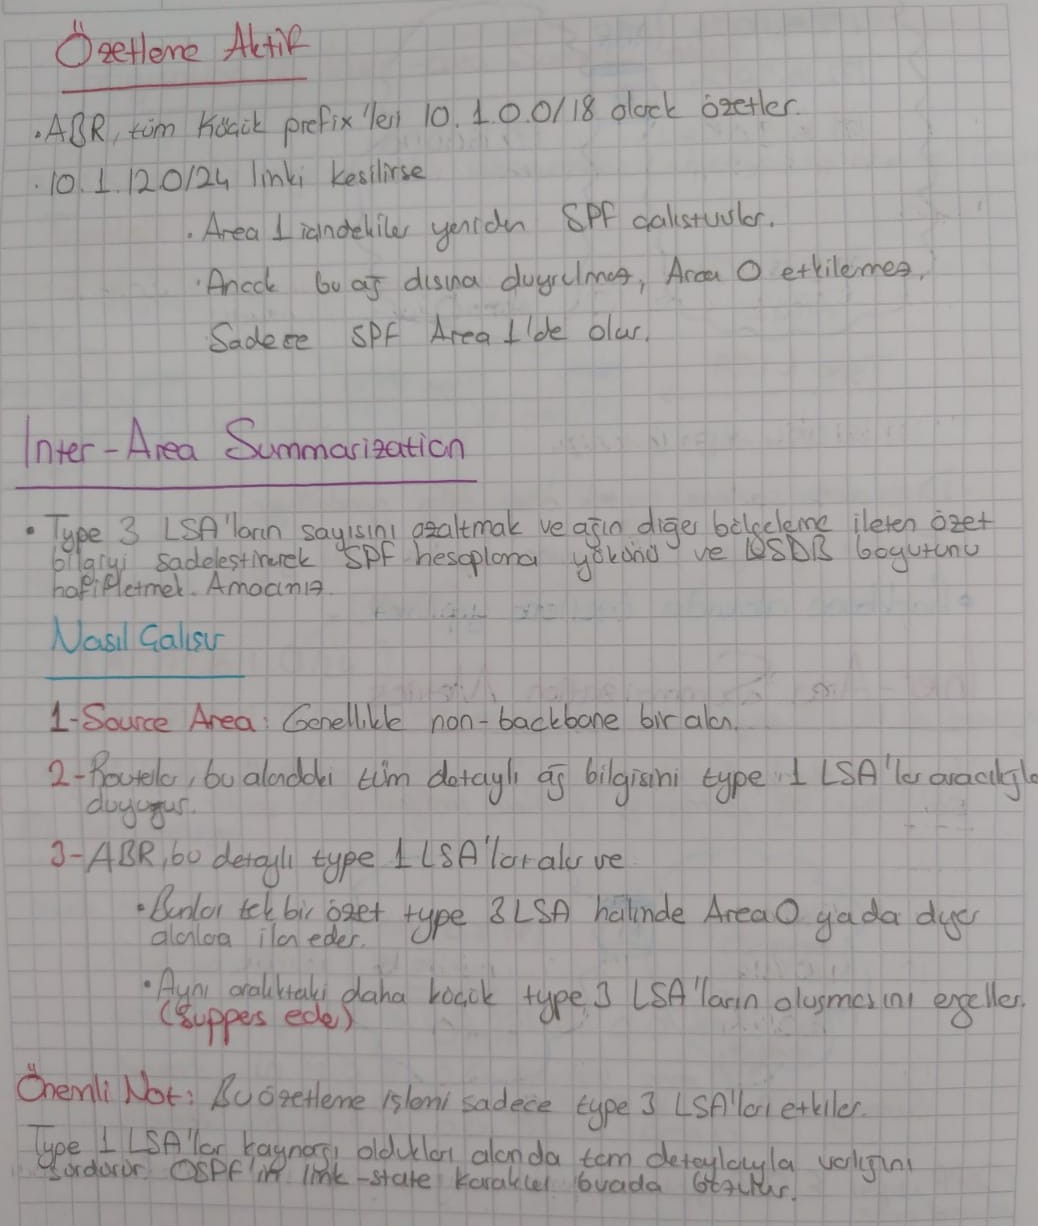 Özetleme Aktif
• ABR, tüm küçük prefix'leri 10.1.0.0/18 olarak özetler.
• 10.1.12.0/24 linki kesilirse
• Area 1 içindekiler yeniden SPF çalıştırırlar.
• Ancak bu ağ dışına duyurulmaz, Area 0 etkilemez,
Sadece SPF Area 1'de olur.
Inter-Area Summarization
• Type 3 LSA'ların sayısını azaltmak ve ağın diğer bölgelerine iletilen özet
bilgiyi sadeleştirerek SPF hesaplama yükünü ve LSDB boyutunu
hafifletmek. Amacımız.
Nasıl Çalışır
1-Source Area: Genellikle non-backbone bir alan.
2-Routerlar, bu alandaki tüm detaylı ağ bilgisini type 1 LSA'lar aracılığıyla
duyurur.
3-ABR, bu detaylı type 1 LSA'ları alır ve
• Bunları tek bir özet type 3 LSA halinde Area 0 yada diğer
alanlara ilan eder.
• Aynı aralıktaki daha küçük type 3 LSA'ların oluşmasını engeller.
(Suppes eder)
Önemli Not: Bu özetleme işlemi sadece type 3 LSA'ları etkiler.
Type 1 LSA'lar kaynağı oldukları alanda tüm detaylarıyla varlığını
sürdürür. OSPF'in link-state karakteri burada